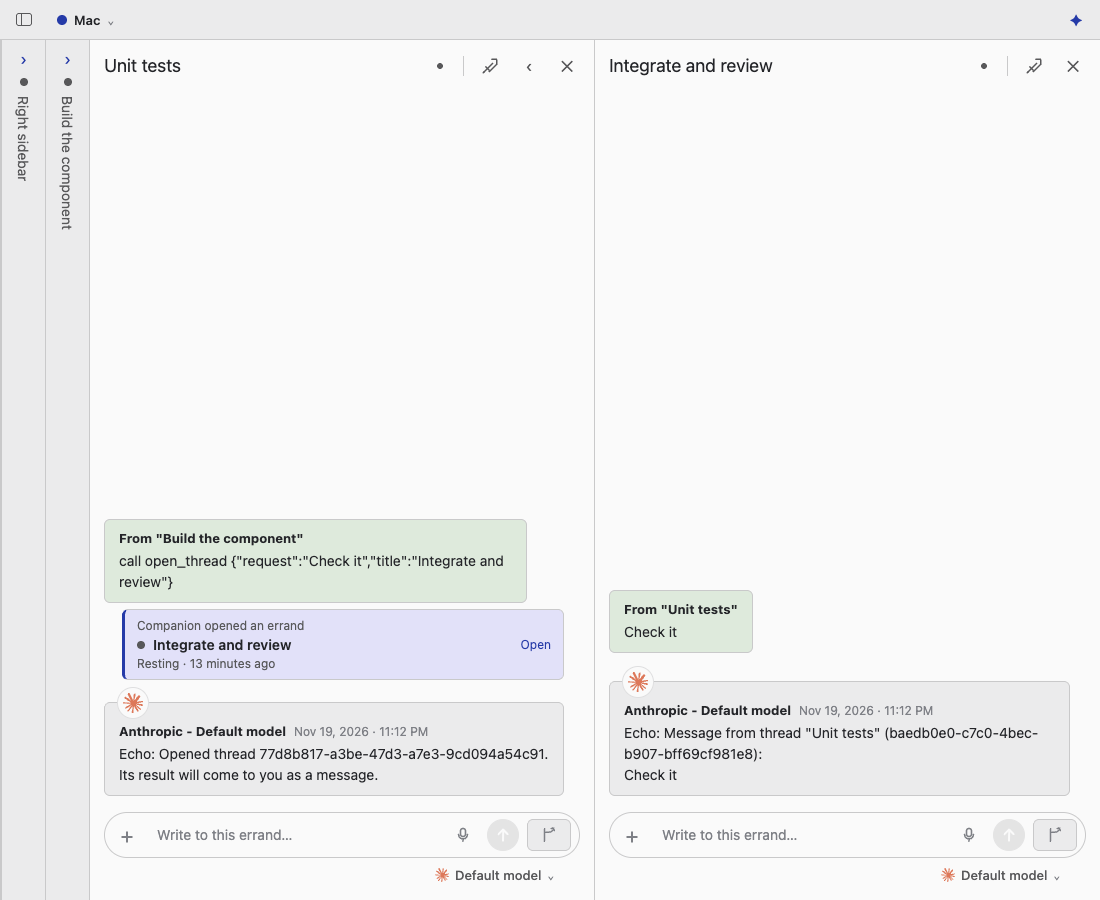 Mac
Right sidebar
Build the component
Unit tests
From "Build the component"
call open_thread {"request":"Check it","title":"Integrate and
review"}
Companion opened an errand
Integrate and review
Open
Resting · 13 minutes ago
Anthropic - Default model Nov 19, 2026 · 11:12 PM
Echo: Opened thread 77d8b817-a3be-47d3-a7e3-9cd094a54c91.
Its result will come to you as a message.
Write to this errand...
Default model
Integrate and review
From "Unit tests"
Check it
Anthropic - Default model Nov 19, 2026 · 11:12 PM
Echo: Message from thread "Unit tests" (baedb0e0-c7c0-4bec-
b907-bff69cf981e8):
Check it
Write to this errand...
Default model